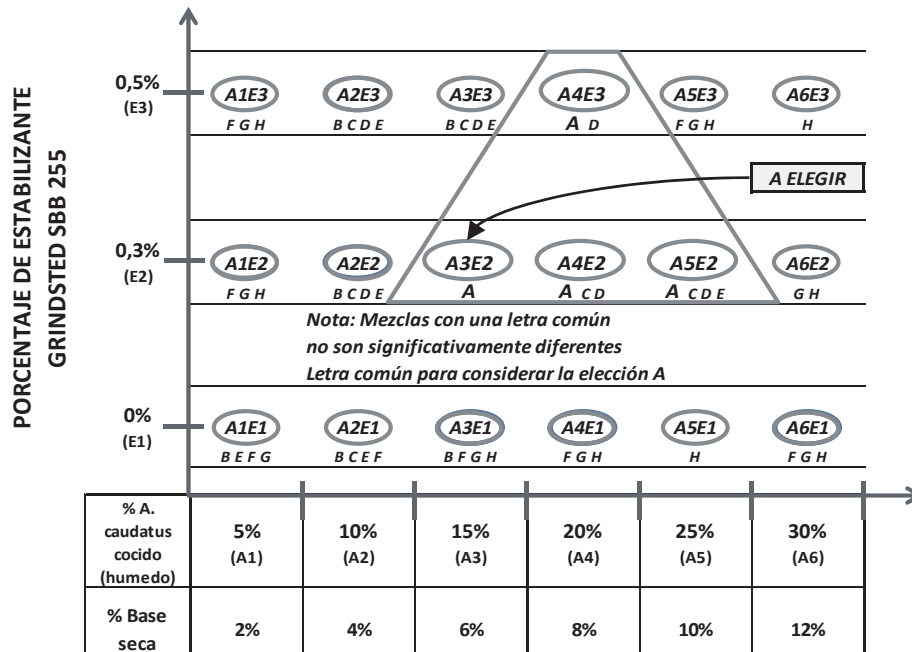 PORCENTAJE DE ESTABILIZANTE
GRINDSTED SBB 255
0,5%
(E3)
A1E3 A2E3 A3E3 A4E3 A5E3 A6E3
F G H B C D E B C D E A D F G H H
A ELEGIR
0,3%
(E2)
A1E2 A2E2 A3E2 A4E2 A5E2 A6E2
F G H B C D E A A C D A C D E G H
Nota: Mezclas con una letra común
no son significativamente diferentes
Letra común para considerar la elección A
0%
(E1)
A1E1 A2E1 A3E1 A4E1 A5E1 A6E1
B E F G B C E F B F G H F G H H F G H
% A.
caudatus
cocido
(humedo)
5% 10% 15% 20% 25% 30%
(A1) (A2) (A3) (A4) (A5) (A6)
% Base
seca
2% 4% 6% 8% 10% 12%